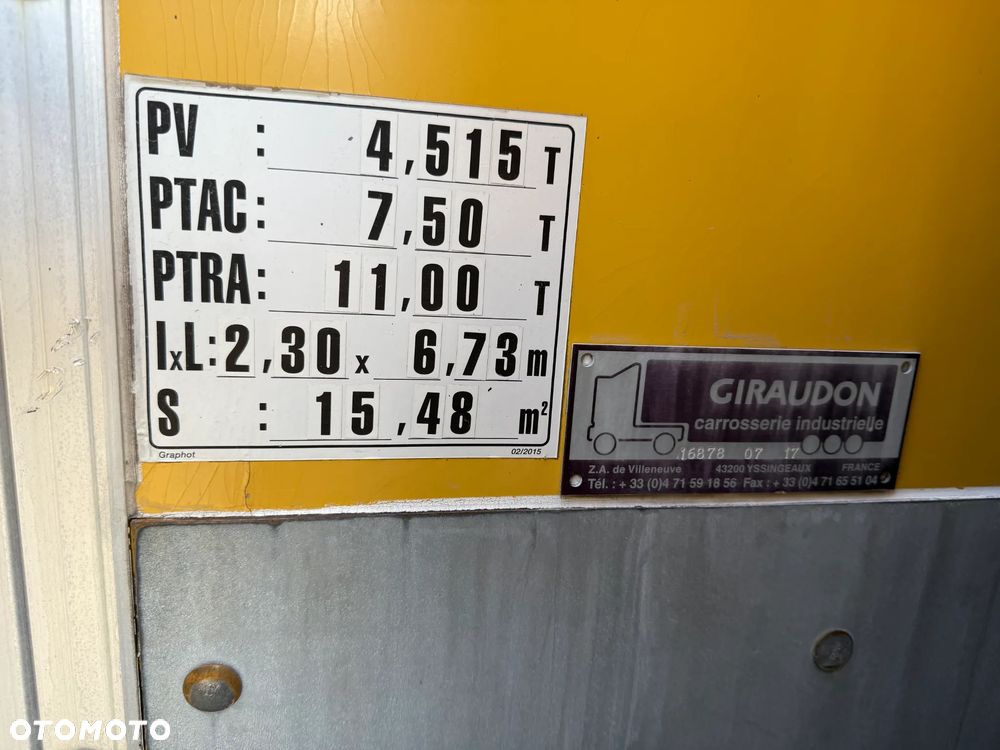 PV : 4,515 T
PTAC : 7,50 T
PTRA : 11,00 T
IxL: 2,30 x 6,73 m
S : 15,48 m²
Graphot 02/2015
GIRAUDON
carrosserie industrielle
16878 07 17
Z.A. de Villeneuve 43200 YSSINGEAUX FRANCE
Tél. : + 33 (0)4 71 59 18 56 Fax : + 33 (0)4 71 65 51 04
OTOMOTO